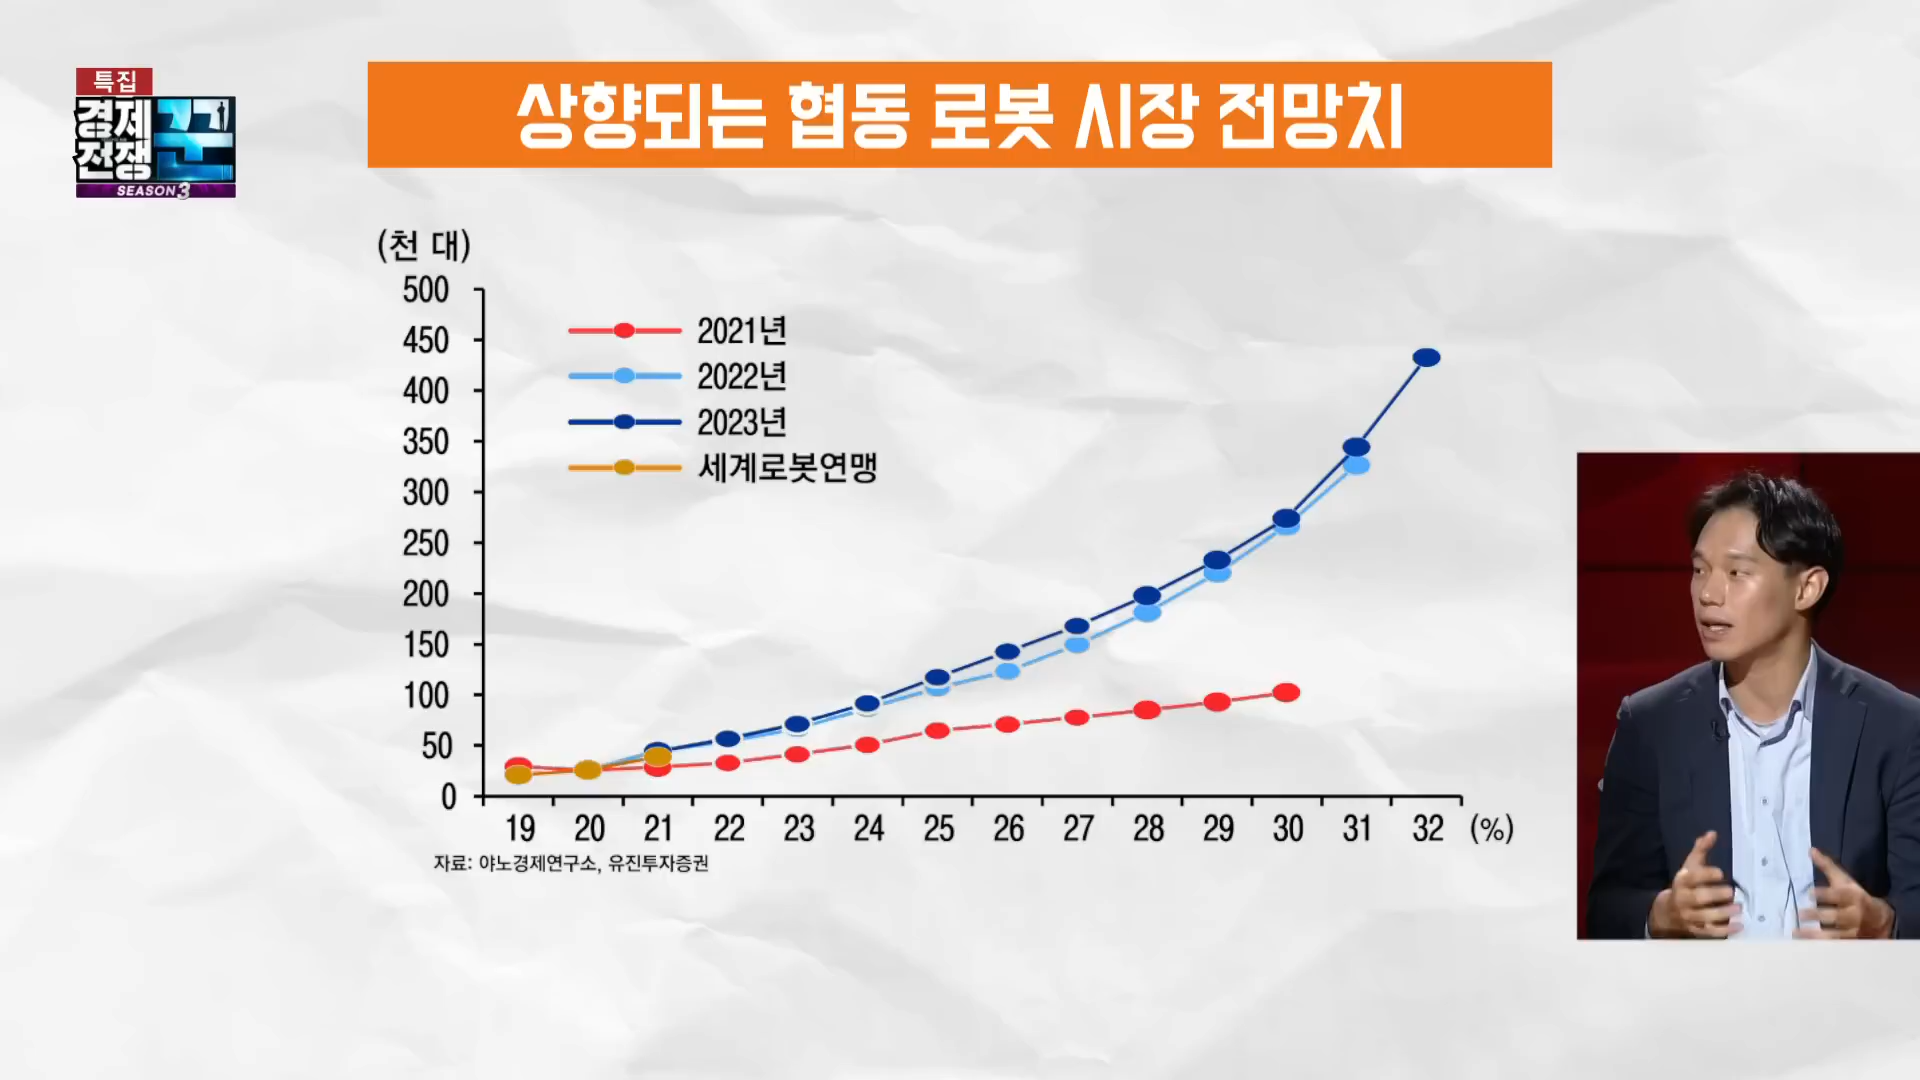 특집
경제
전쟁
꾼
SEASON3
상향되는 협동 로봇 시장 전망치
(천 대)
500
450
400
350
300
250
200
150
100
50
0
2021년
2022년
2023년
세계로봇연맹
19 20 21 22 23 24 25 26 27 28 29 30 31 32 (%)
자료: 야노경제연구소, 유진투자증권